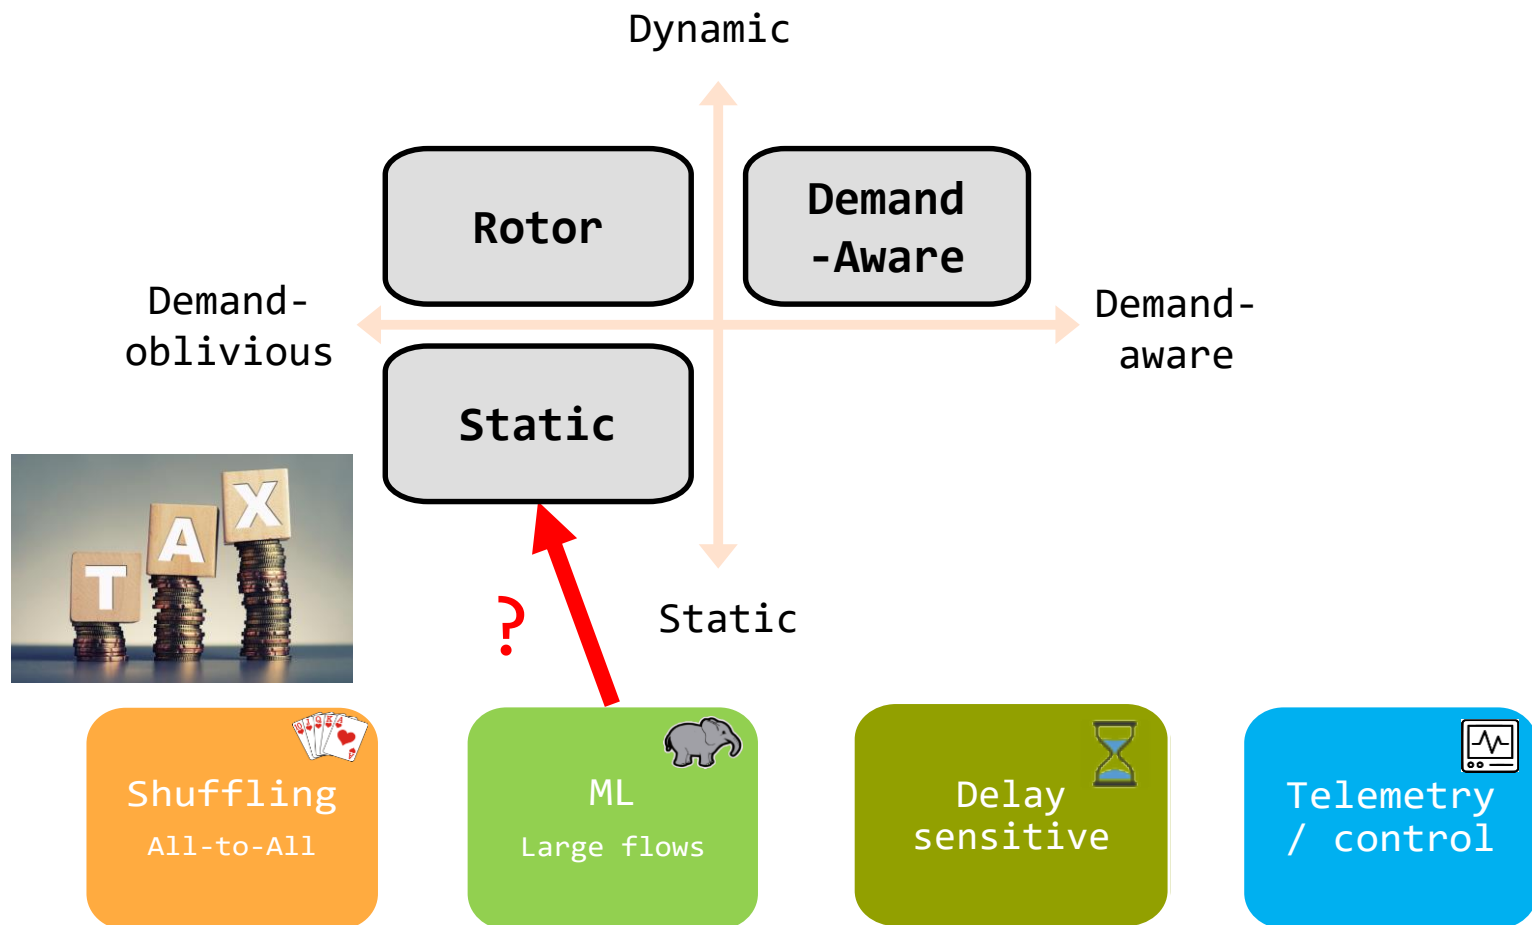 Dynamic
Rotor
Demand
-Aware
Demand-
oblivious
Demand-
aware
Static
T A X
?
Static
Shuffling
All-to-All
ML
Large flows
Delay
sensitive
Telemetry
/ control